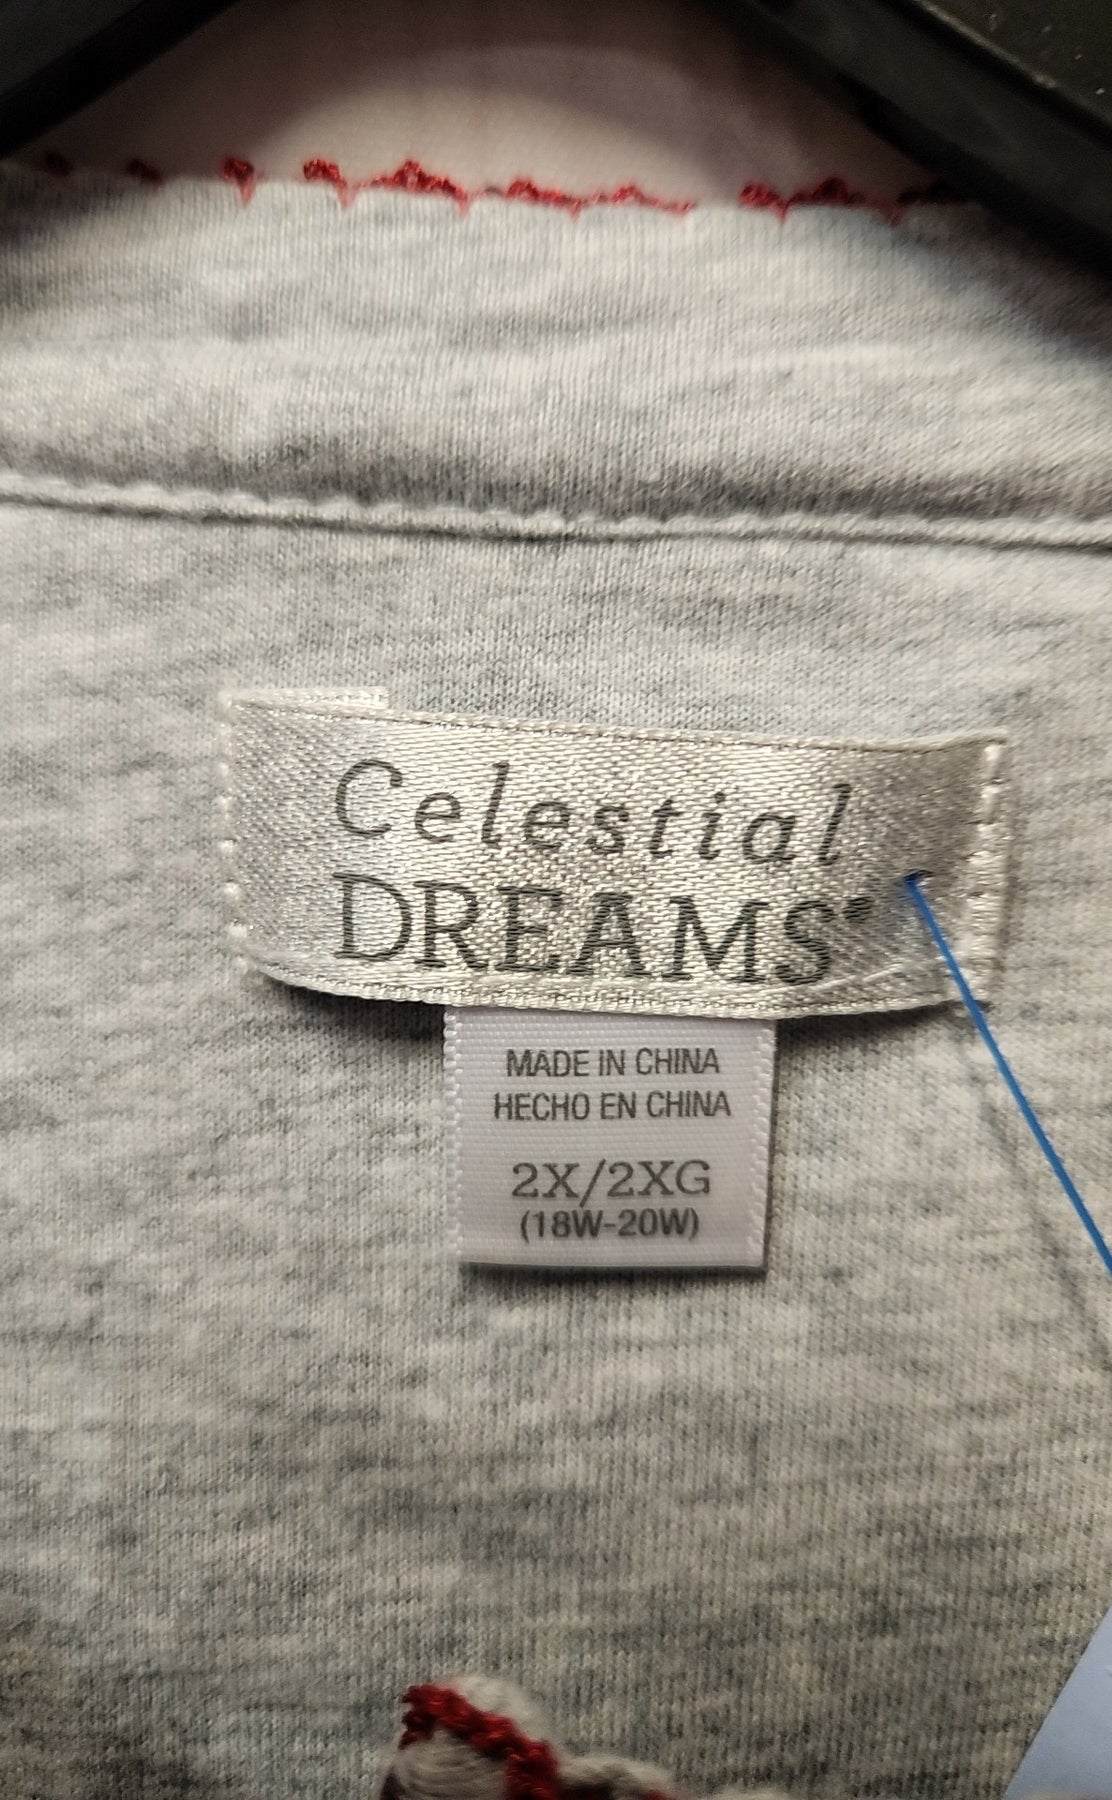 Celestial
DREAMS®
MADE IN CHINA
HECHO EN CHINA
2X/2XG
(18W-20W)